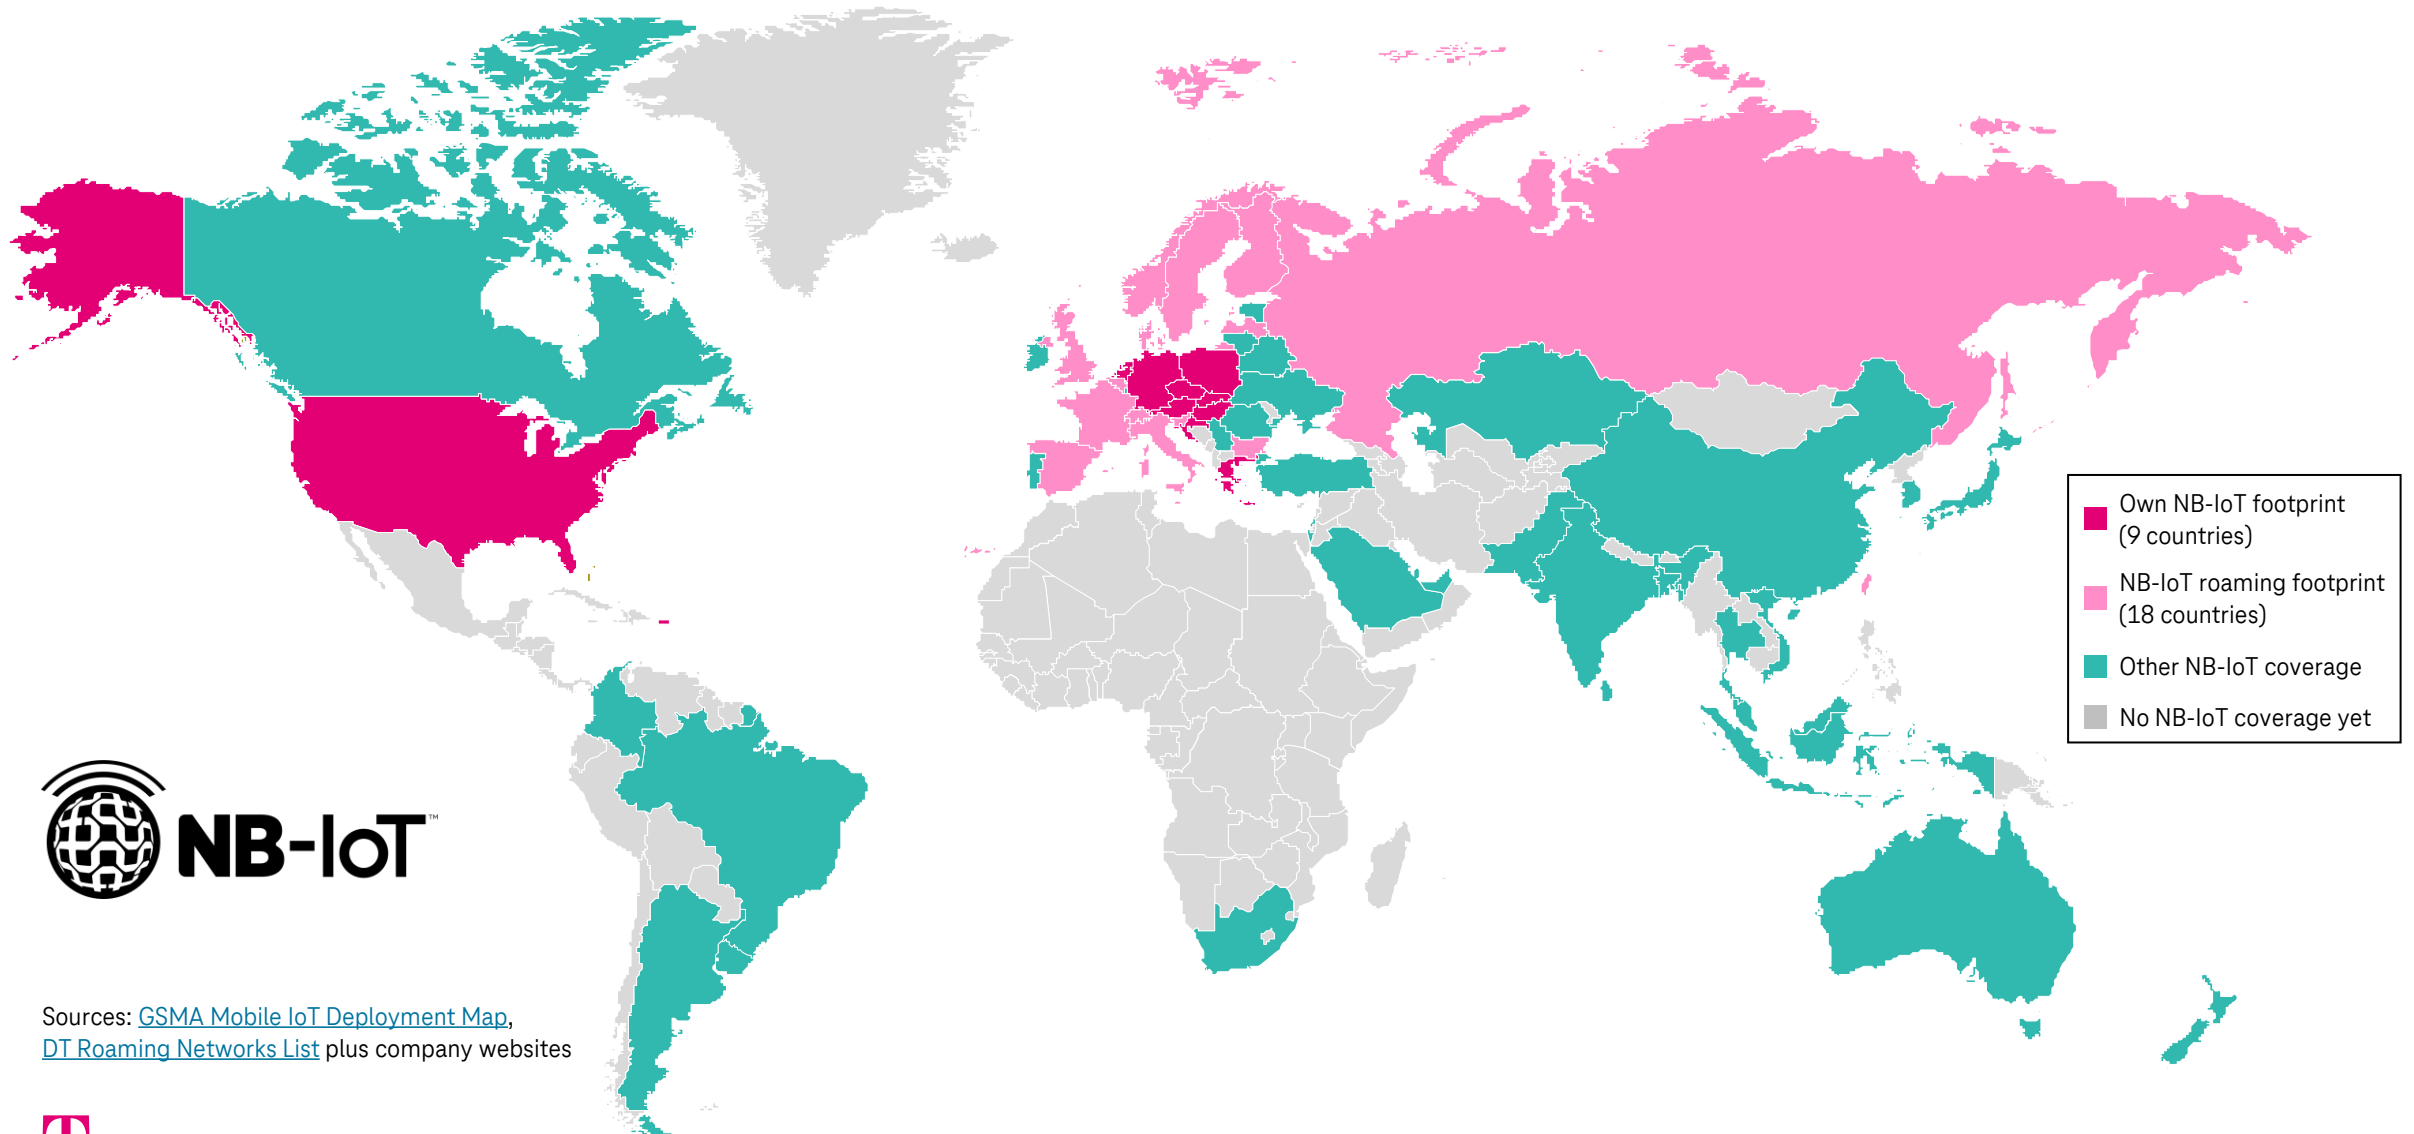 Own NB-IoT footprint
(9 countries)
NB-IoT roaming footprint
(18 countries)
Other NB-IoT coverage
No NB-IoT coverage yet
NB-IoT™
Sources: GSMA Mobile IoT Deployment Map,
DT Roaming Networks List plus company websites
T